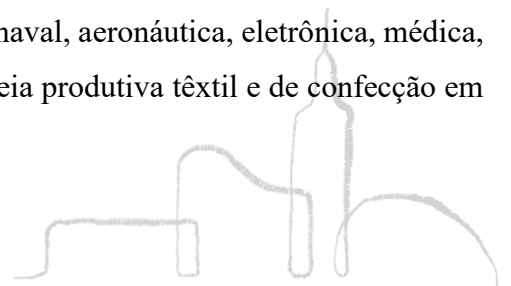 naval, aeronáutica, eletrônica, médica,
eia produtiva têxtil e de confecção em